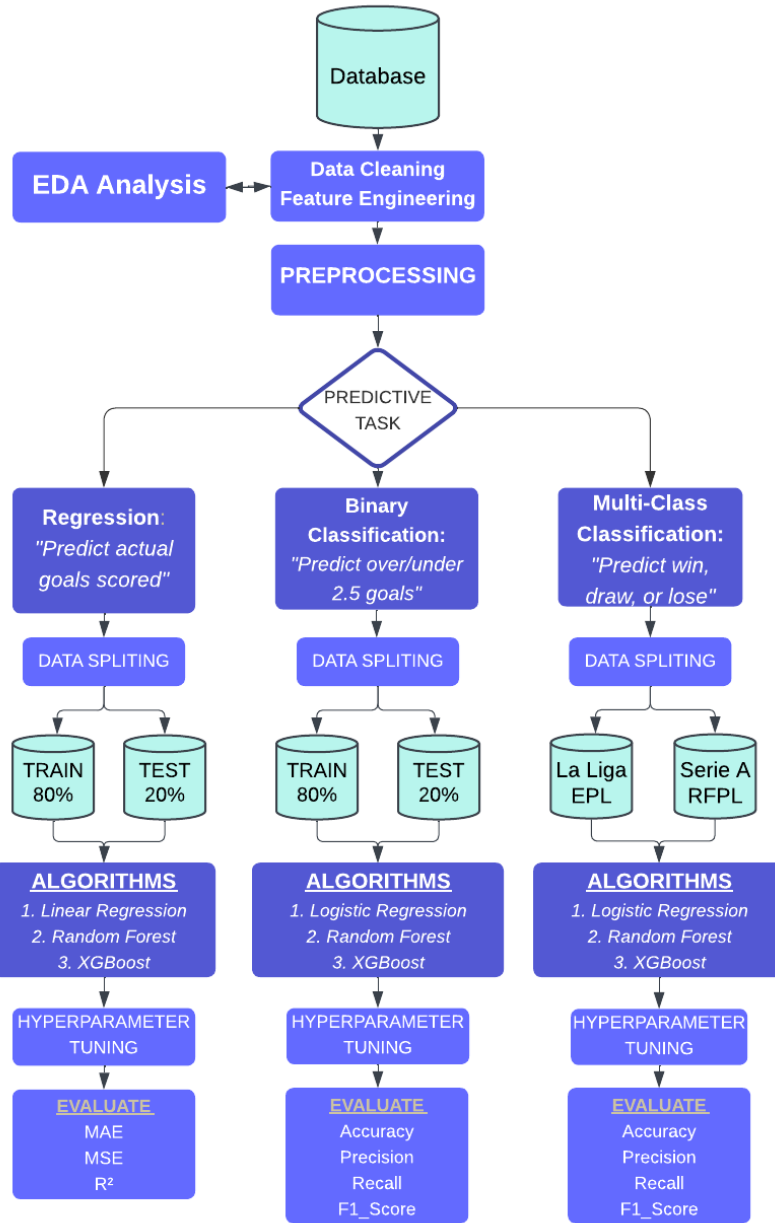 Database
EDA Analysis
Data Cleaning
Feature Engineering
PREPROCESSING
PREDICTIVE
TASK
Regression:
"Predict actual
goals scored"
Binary
Classification:
"Predict over/under
2.5 goals"
Multi-Class
Classification:
"Predict win,
draw, or lose"
DATA SPLITING
DATA SPLITING
DATA SPLITING
TRAIN
80%
TEST
20%
TRAIN
80%
TEST
20%
La Liga
EPL
Serie A
RFPL
ALGORITHMS
1. Linear Regression
2. Random Forest
3. XGBoost
ALGORITHMS
1. Logistic Regression
2. Random Forest
3. XGBoost
ALGORITHMS
1. Logistic Regression
2. Random Forest
3. XGBoost
HYPERPARAMETER
TUNING
HYPERPARAMETER
TUNING
HYPERPARAMETER
TUNING
EVALUATE
MAE
MSE
R²
EVALUATE
Accuracy
Precision
Recall
F1_Score
EVALUATE
Accuracy
Precision
Recall
F1_Score